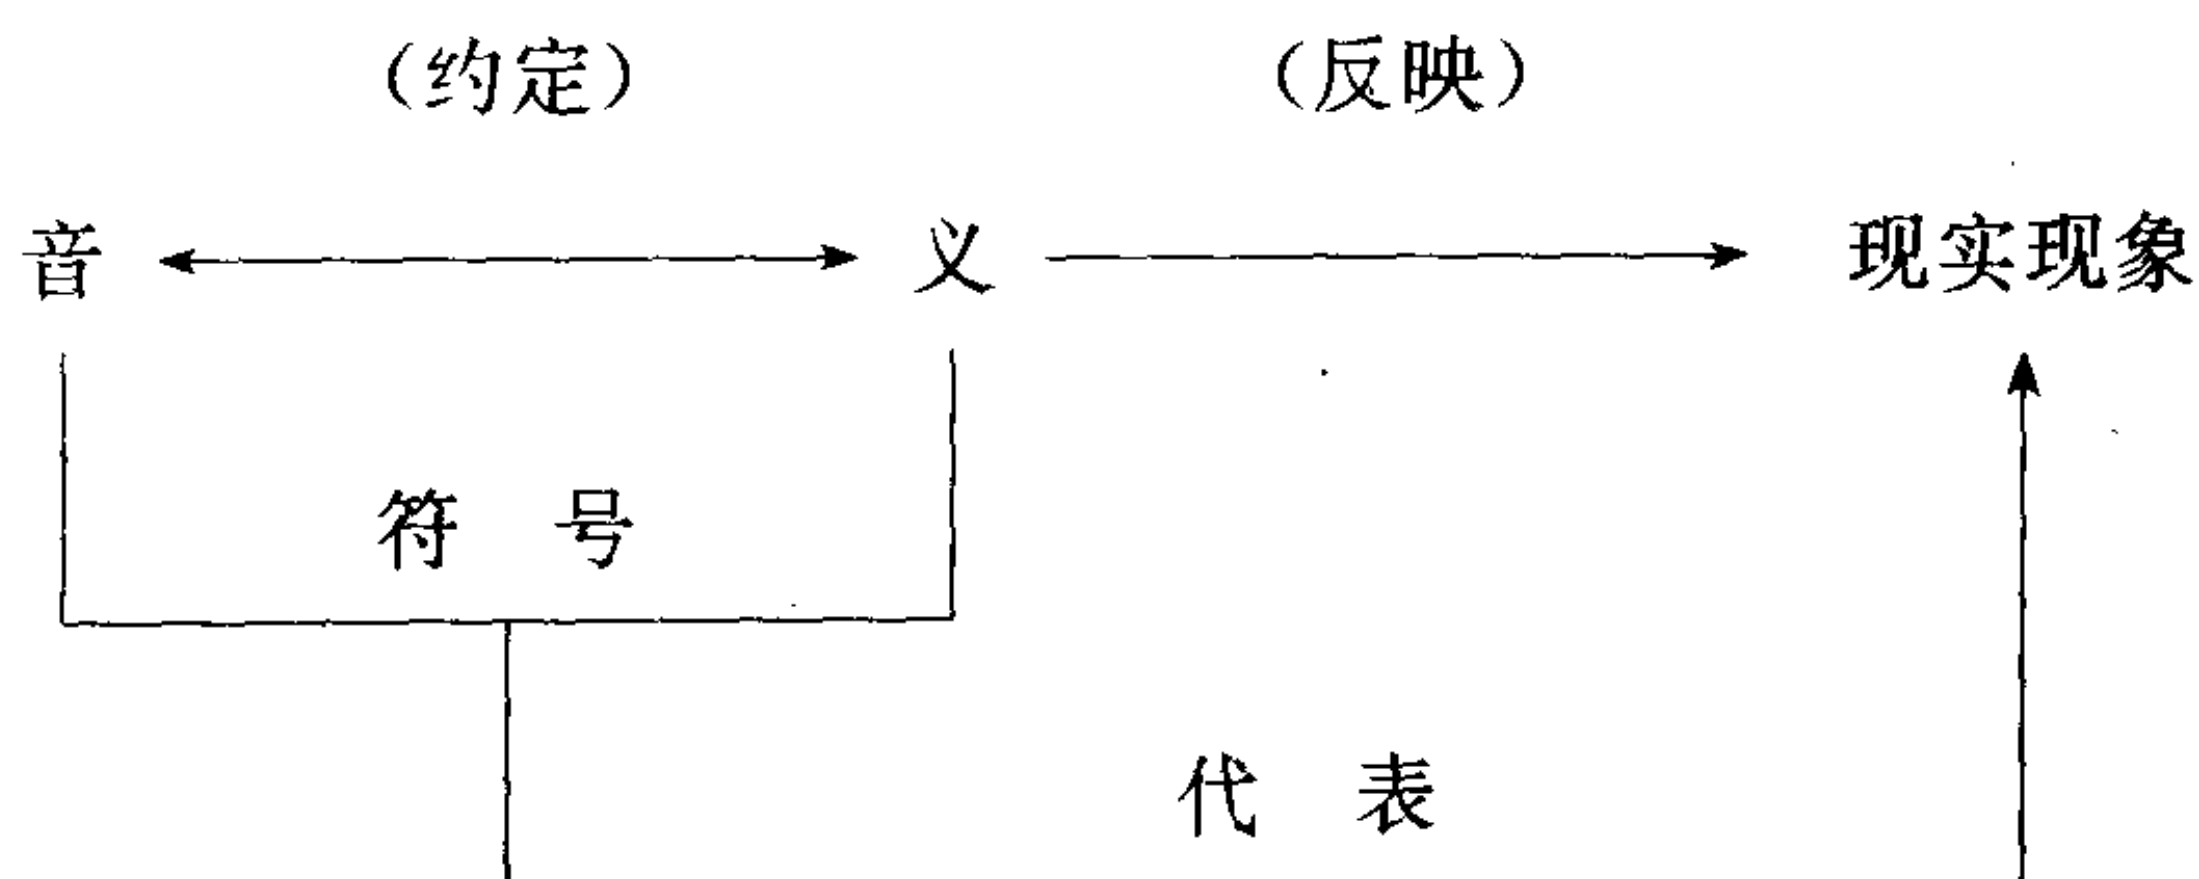 （约定） （反映）
音 义 现实现象
符 号
代 表